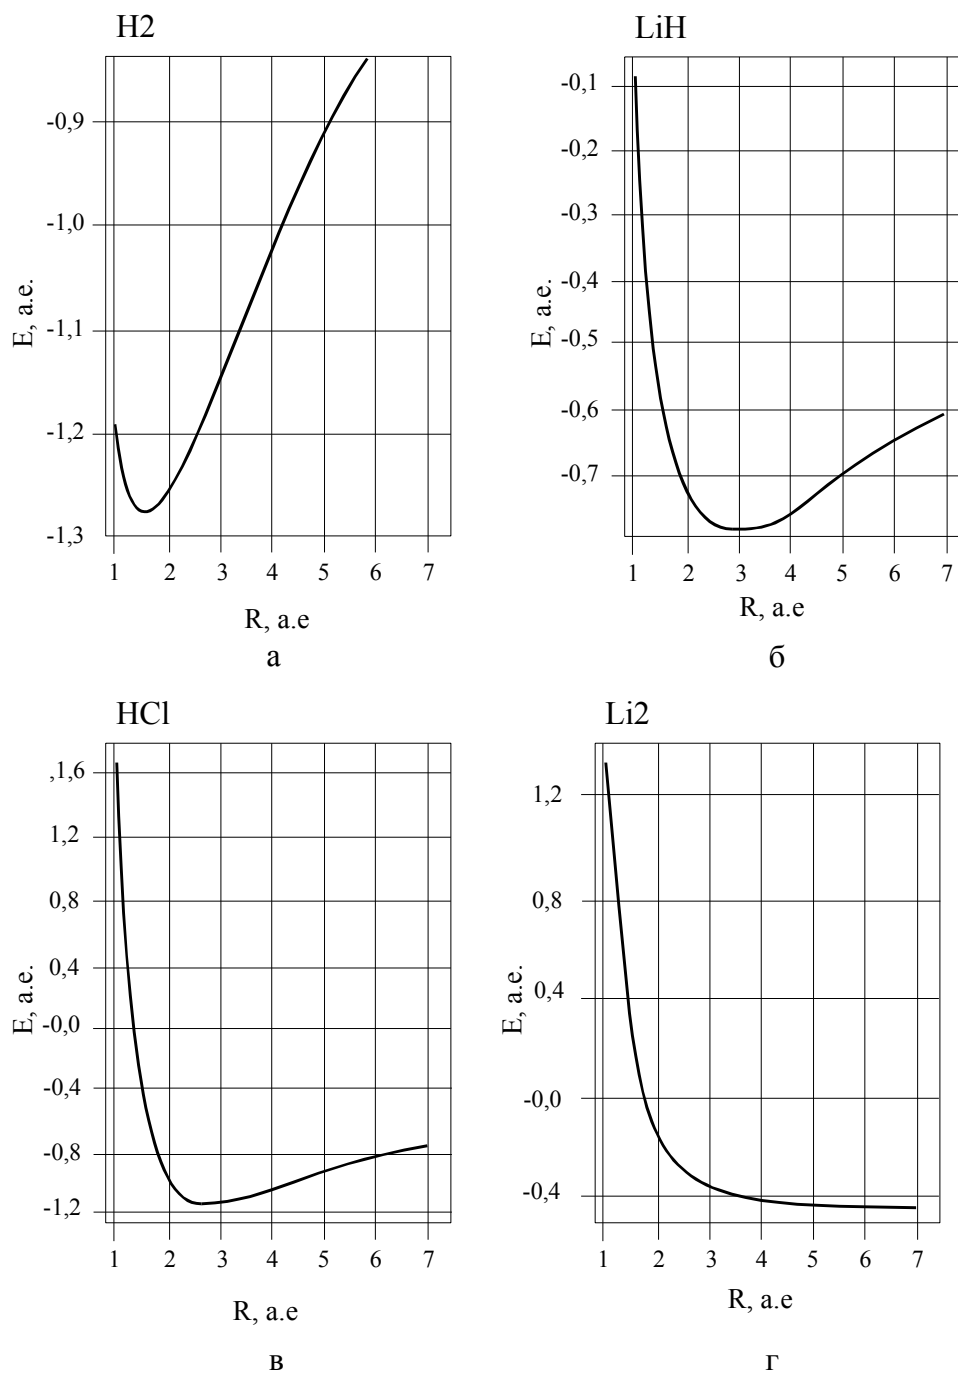 H2
-0,9
-1,0
-1,1
-1,2
-1,3
E, a.e.
1 2 3 4 5 6 7
R, a.e
а
LiH
-0,1
-0,2
-0,3
-0,4
-0,5
-0,6
-0,7
E, a.e.
1 2 3 4 5 6 7
R, a.e
б
HCl
,1,6
1,2
0,8
0,4
-0,0
-0,4
-0,8
-1,2
E, a.e.
1 2 3 4 5 6 7
R, a.e
в
Li2
1,2
0,8
0,4
-0,0
-0,4
E, a.e.
1 2 3 4 5 6 7
R, a.e
г